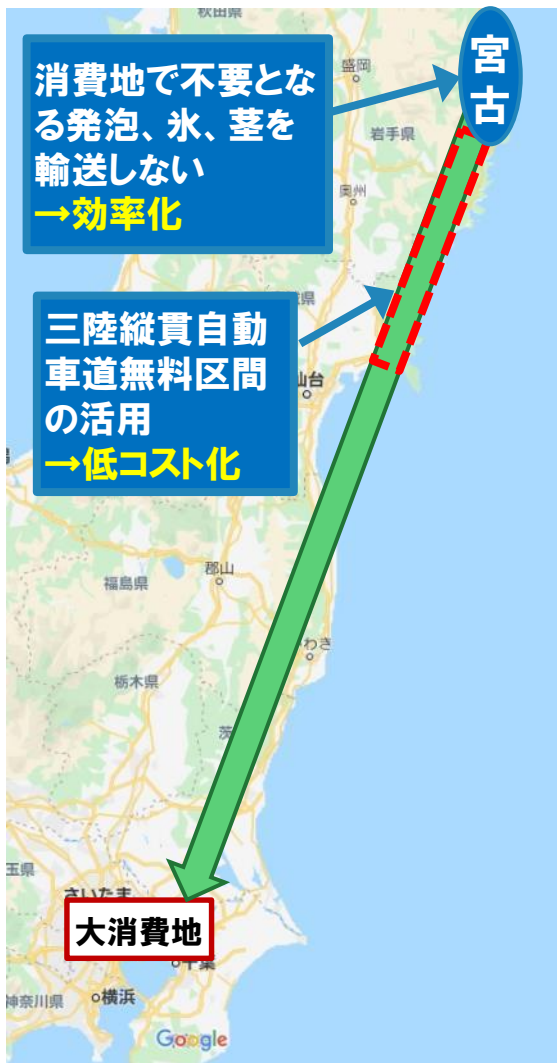 秋田県
消費地で不要とな
る発泡、氷、茎を
輸送しない
→効率化
宮古
盛岡
岩手県
奥州
県
三陸縦貫自動
車道無料区間
の活用
→低コスト化
仙台
郡山
福島県
わき
栃木県
茨
玉県
さいたま
大消費地
千葉
横浜
神奈川県
Google